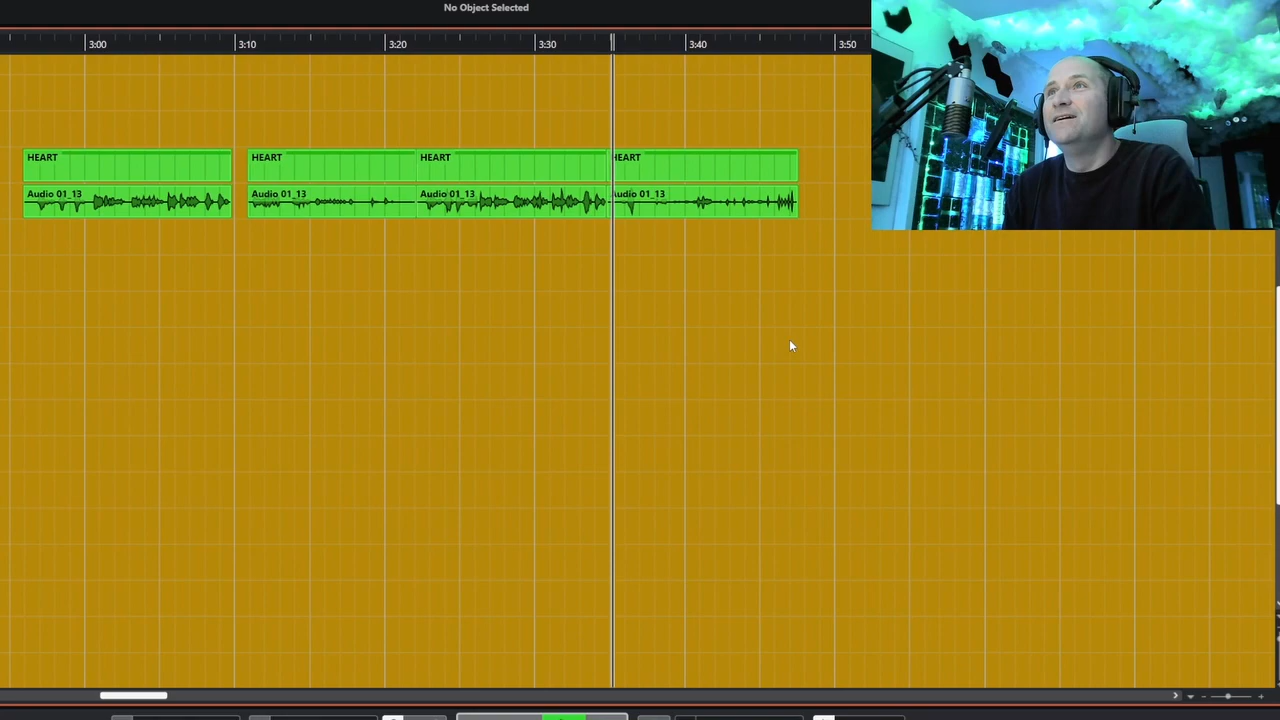 No Object Selected
3:00 3:10 3:20 3:30 3:40 3:50
HEART HEART HEART HEART
Audio 01_13 Audio 01_13 Audio 01_13 Audio 01_13